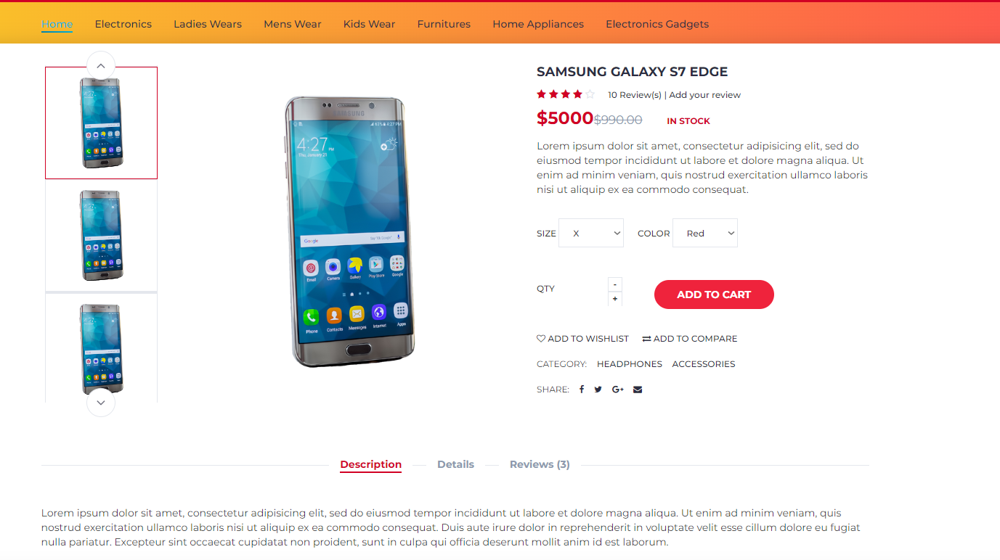 Home Electronics Ladies Wears Mens Wear Kids Wear Furnitures Home Appliances Electronics Gadgets
SAMSUNG GALAXY S7 EDGE
10 Review(s) | Add your review
$5000 $990.00 IN STOCK
Lorem ipsum dolor sit amet, consectetur adipisicing elit, sed do
eiusmod tempor incididunt ut labore et dolore magna aliqua. Ut
enim ad minim veniam, quis nostrud exercitation ullamco laboris
nisi ut aliquip ex ea commodo consequat.
SIZE X COLOR Red
QTY - +
ADD TO CART
ADD TO WISHLIST ADD TO COMPARE
CATEGORY: HEADPHONES ACCESSORIES
SHARE: f G+
SAMSUNG
4:27 PM
4:27 PM
Thu, January 21
Google
Email Camera Gallery Play Store Google
Phone Contacts Messages Internet Apps
Description Details Reviews (3)
Lorem ipsum dolor sit amet, consectetur adipisicing elit, sed do eiusmod tempor incididunt ut labore et dolore magna aliqua. Ut enim ad minim veniam, quis
nostrud exercitation ullamco laboris nisi ut aliquip ex ea commodo consequat. Duis aute irure dolor in reprehenderit in voluptate velit esse cillum dolore eu fugiat
nulla pariatur. Excepteur sint occaecat cupidatat non proident, sunt in culpa qui officia deserunt mollit anim id est laborum.